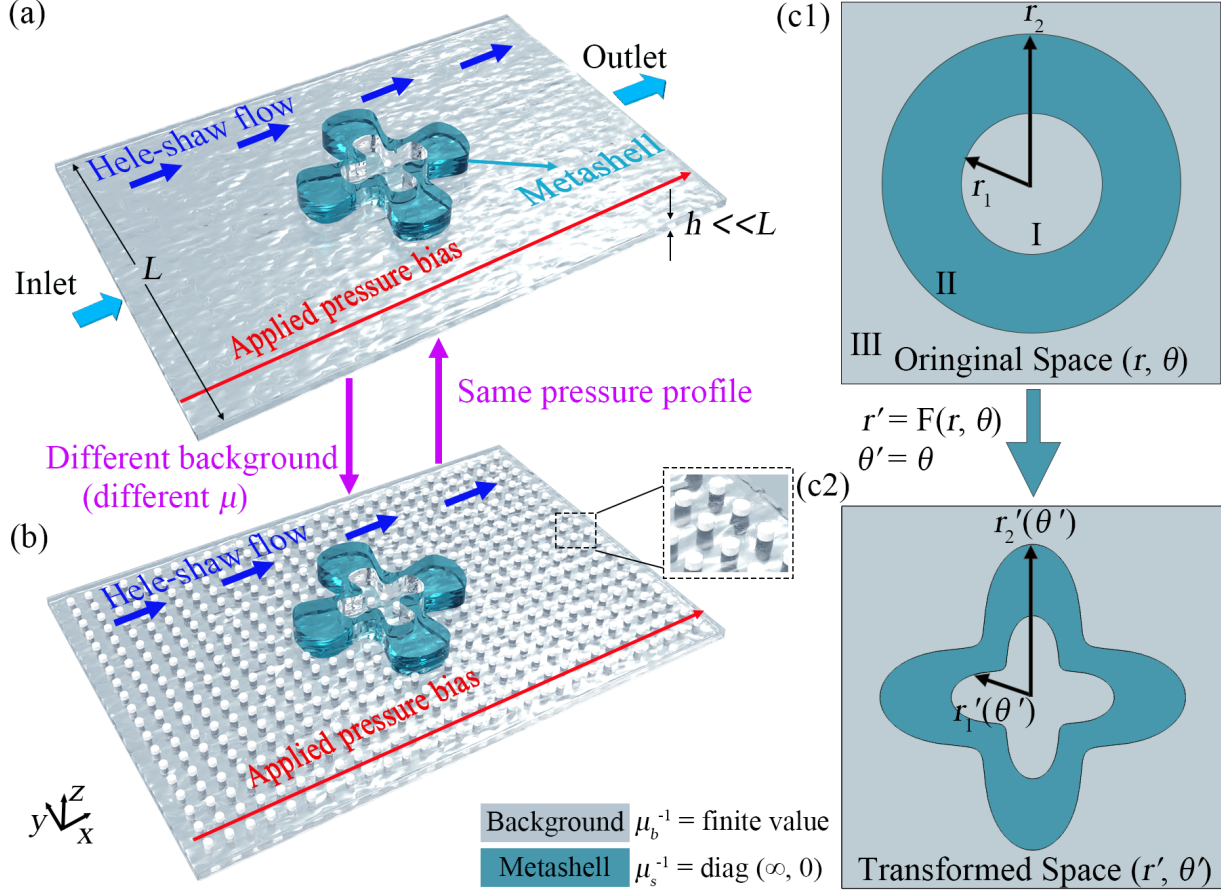 (a)
Outlet
Hele-shaw flow
Metashell
h <<L
L
Inlet
Applied pressure bias
Same pressure profile
Different background
(different μ)
(b)
Hele-shaw flow
Applied pressure bias
z
y
x
Background μb⁻¹ = finite value
Metashell μs⁻¹ = diag (∞, 0)
(c1)
r₂
r₁
I
II
III
Oringinal Space (r, θ)
r′ = F(r, θ)
θ′ = θ
(c2)
r₂′(θ′)
r₁′(θ′)
Transformed Space (r′, θ′)